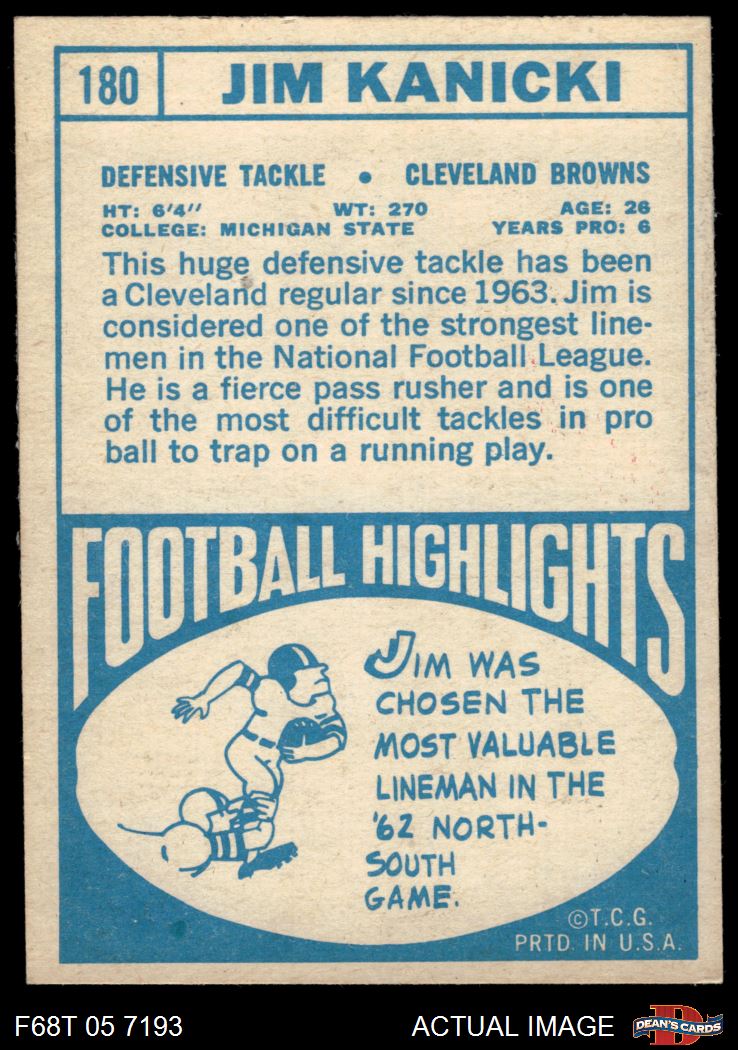 180 JIM KANICKI
DEFENSIVE TACKLE • CLEVELAND BROWNS
HT: 6'4" WT: 270 AGE: 26
COLLEGE: MICHIGAN STATE YEARS PRO: 6
This huge defensive tackle has been
a Cleveland regular since 1963. Jim is
considered one of the strongest line-
men in the National Football League.
He is a fierce pass rusher and is one
of the most difficult tackles in pro
ball to trap on a running play.
FOOTBALL HIGHLIGHTS
JIM WAS
CHOSEN THE
MOST VALUABLE
LINEMAN IN THE
'62 NORTH-
SOUTH
GAME.
©T.C.G.
PRTD. IN U.S.A.
F68T 05 7193 ACTUAL IMAGE DEAN'S CARDS